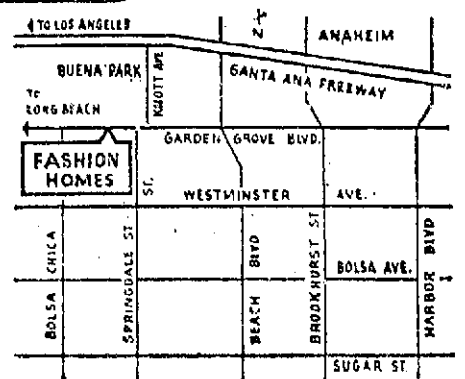 TO LOS ANGELES
N
ANAHEIM
BUENA PARK
KNOTT AVE
SANTA ANA FREEWAY
TO
LONG BEACH
GARDEN GROVE BLVD.
FASHION
HOMES
ST.
WESTMINSTER AVE.
BOLSA CHICA
SPRINGDALE ST
BEACH BLVD
BROOKHURST ST
BOLSA AVE.
HARBOR BLVD
SUGAR ST.